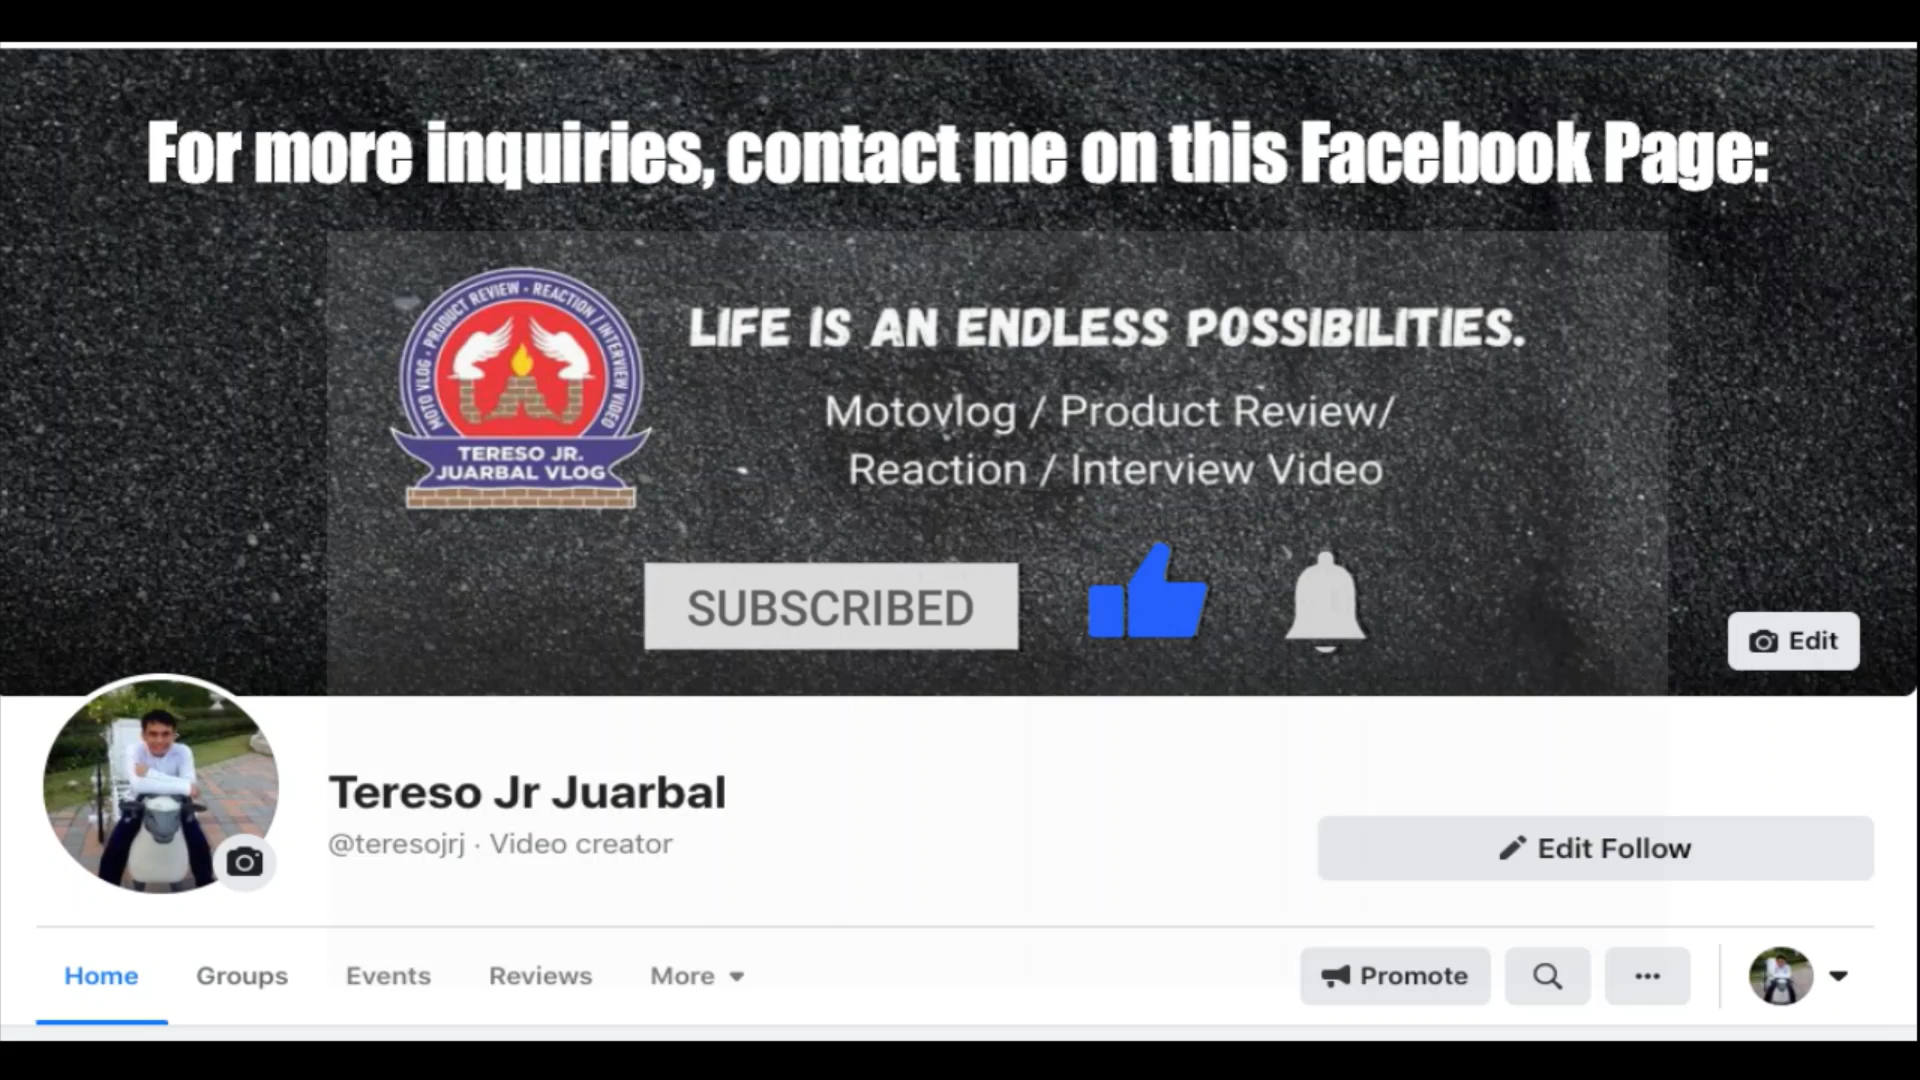 For more inquiries, contact me on this Facebook Page:
MOTO VLOG · PRODUCT REVIEW · REACTION / INTERVIEW VIDEO
TERESO JR.
JUARBAL VLOG
LIFE IS AN ENDLESS POSSIBILITIES.
Motovlog / Product Review/
Reaction / Interview Video
SUBSCRIBED
Edit
Tereso Jr Juarbal
@teresojrj · Video creator
Edit Follow
Home Groups Events Reviews More Promote